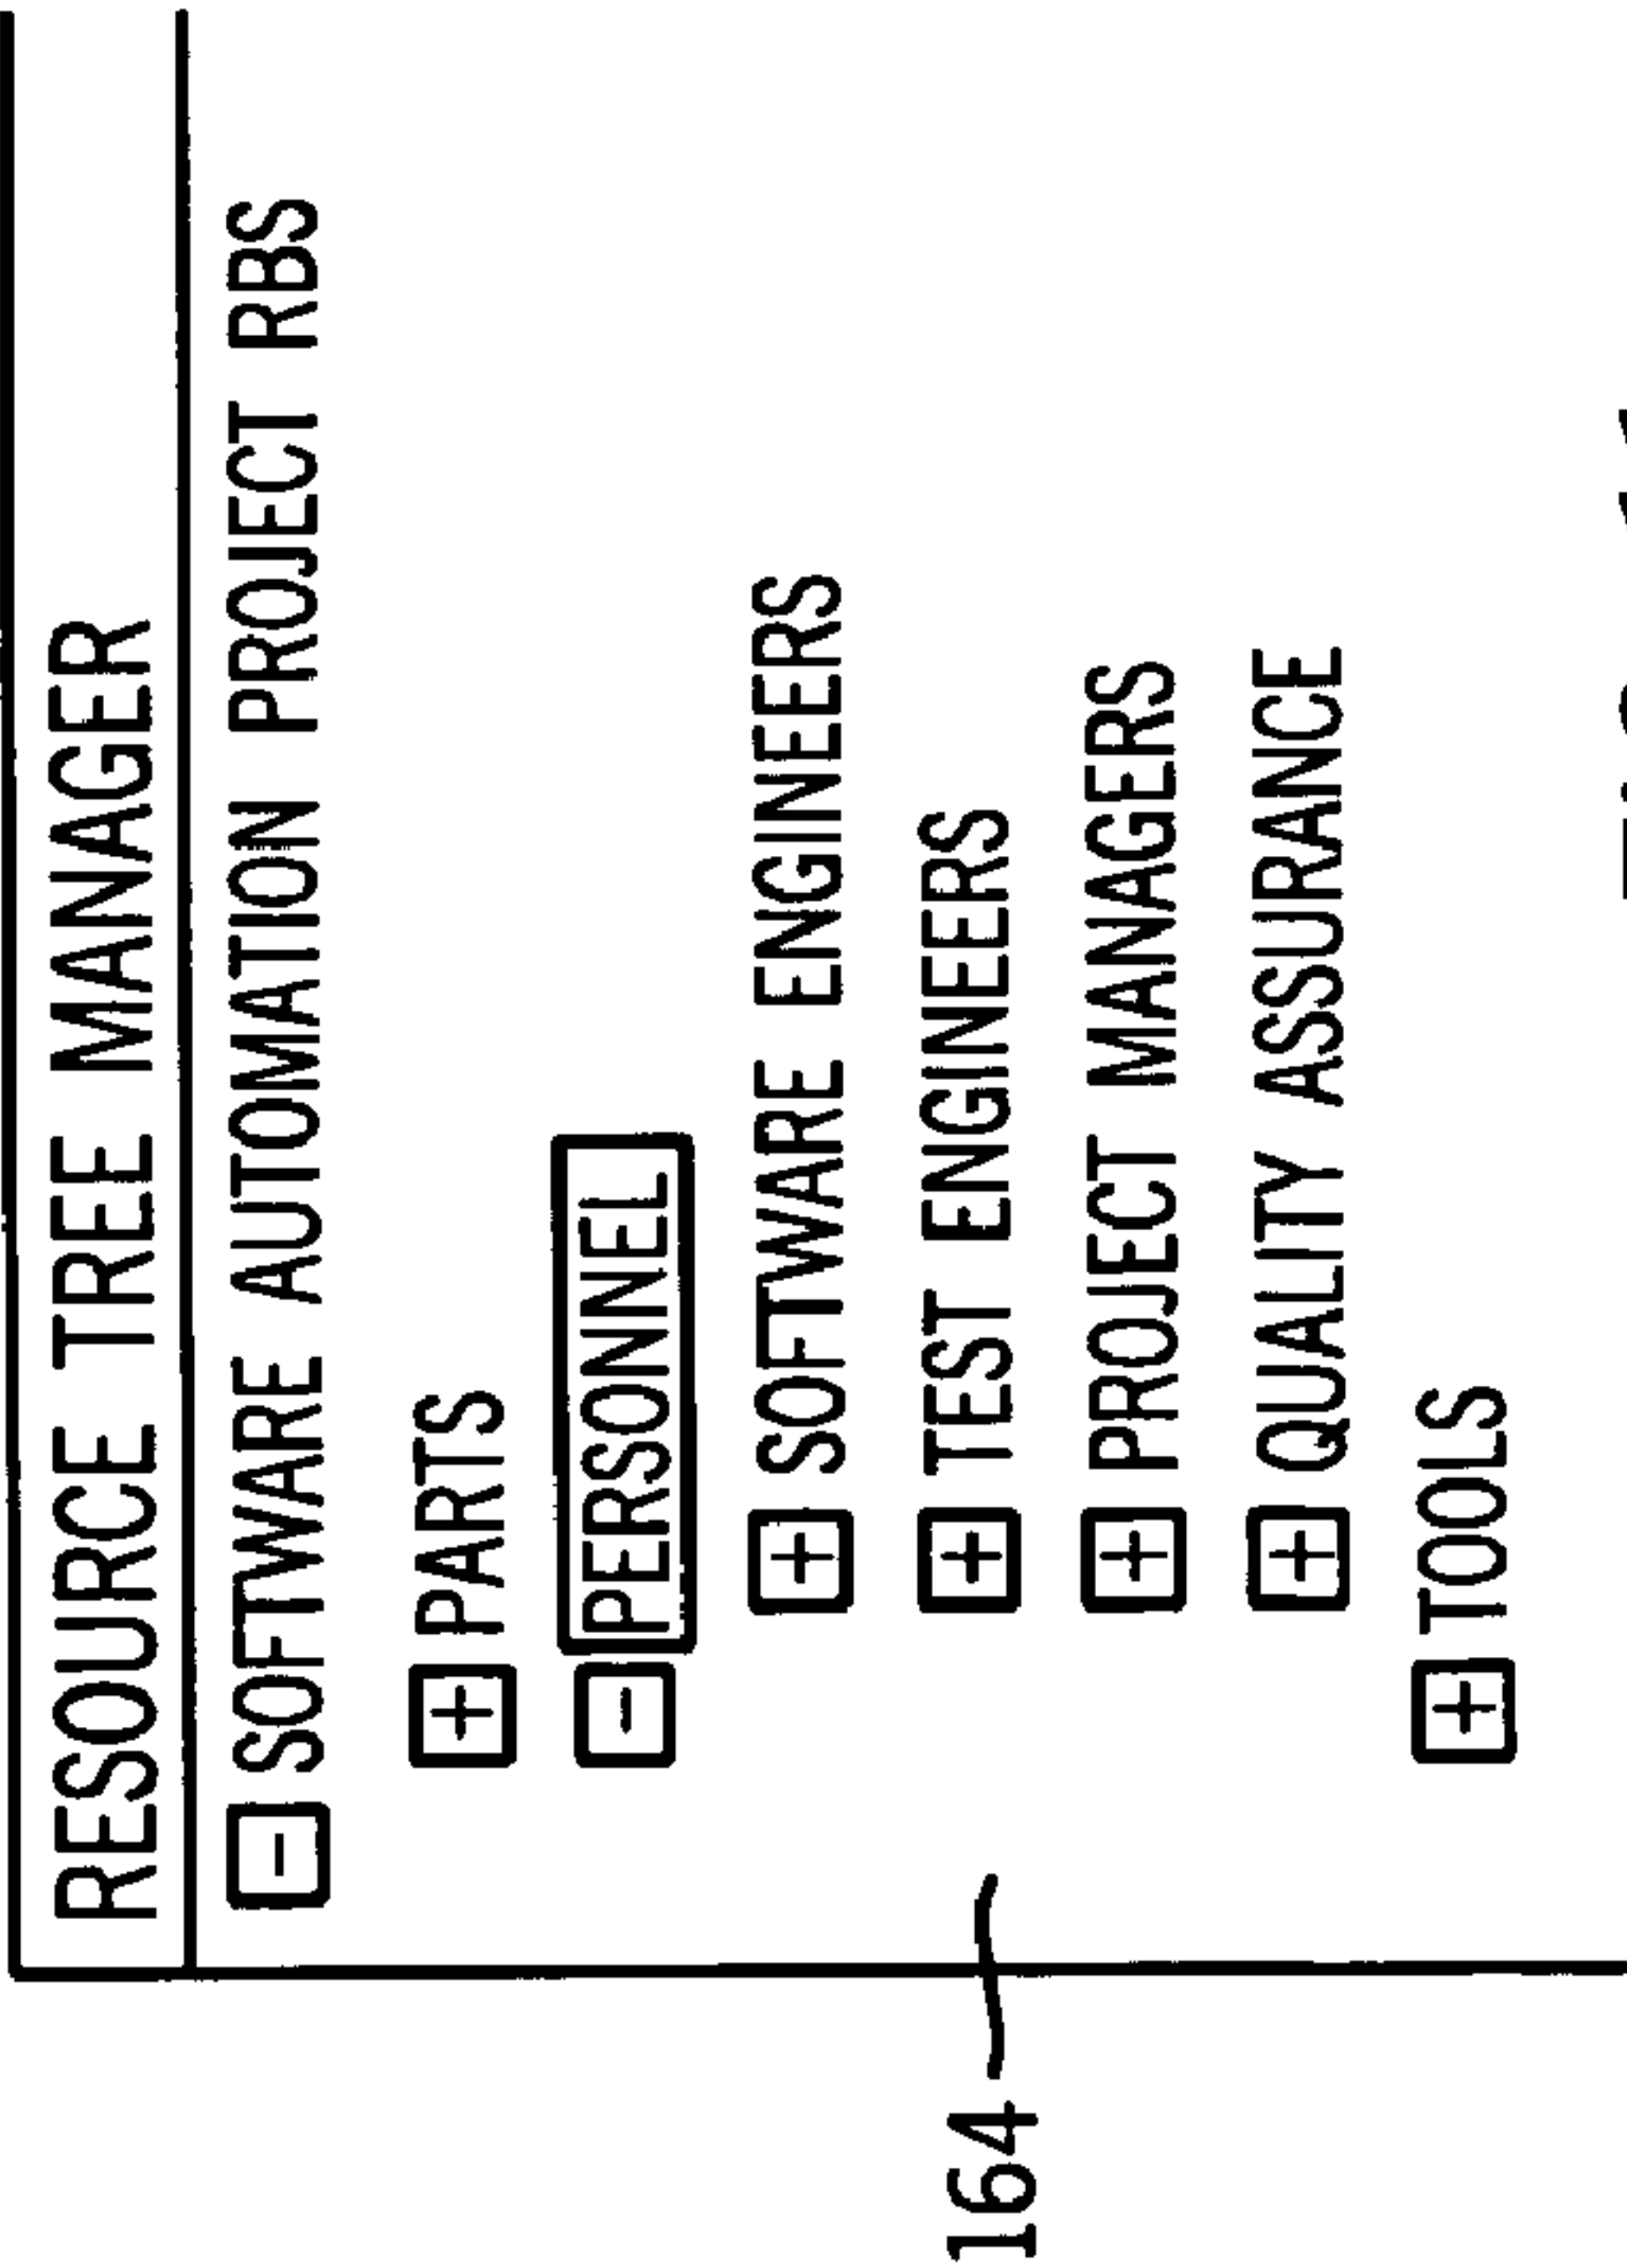 RESOURCE TREE MANAGER
- SOFTWARE AUTOMATION PROJECT RBS
+ PARTS
- PERSONNEL
+ SOFTWARE ENGINEERS
+ TEST ENGINEERS
+ PROJECT MANAGERS
+ QUALITY ASSURANCE
+ TOOLS
164